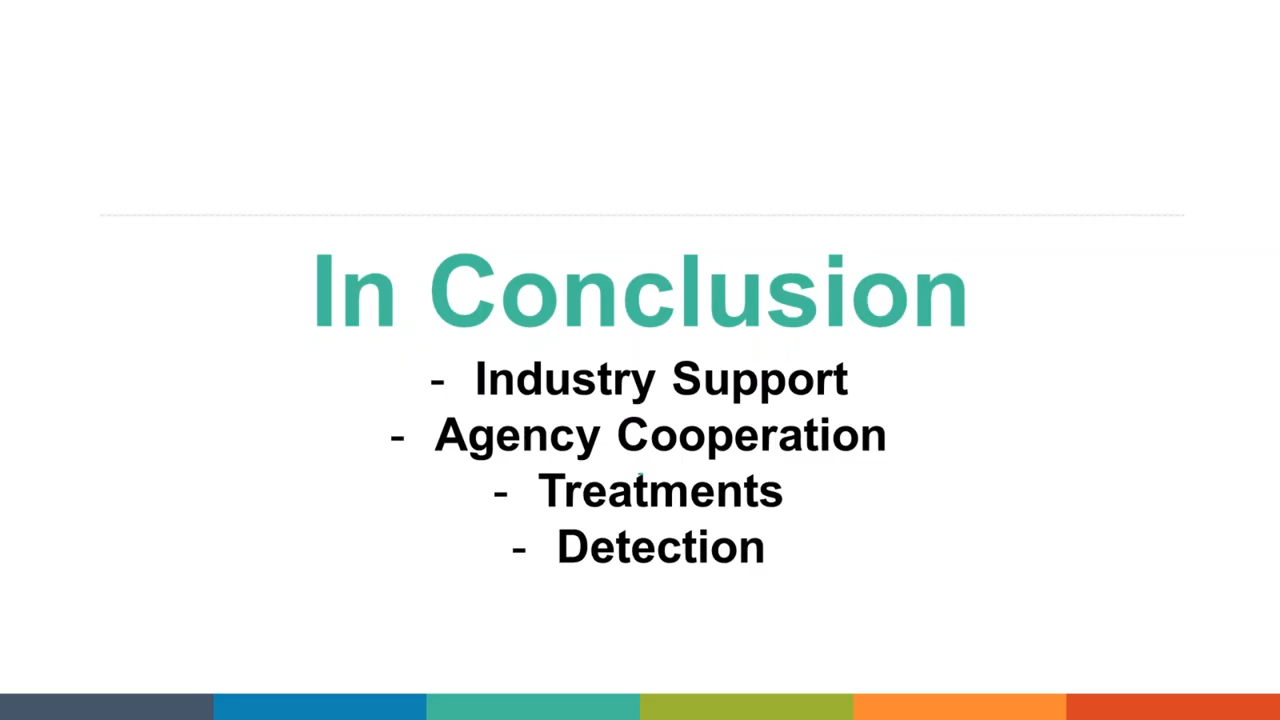 In Conclusion
- Industry Support
- Agency Cooperation
- Treatments
- Detection